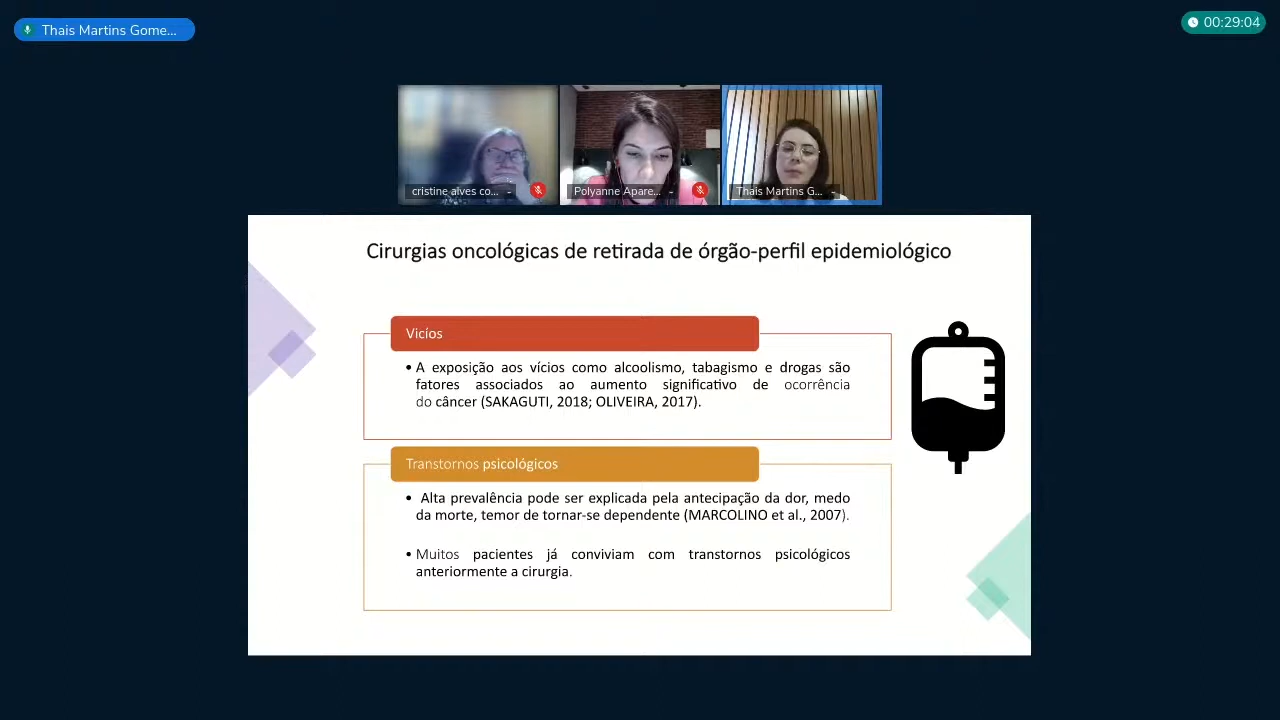 Thais Martins Gome...
00:29:04
cristine alves co...
Polyanne Apare...
Thais Martins G...
Cirurgias oncológicas de retirada de órgão-perfil epidemiológico
Vicíos
• A exposição aos vícios como alcoolismo, tabagismo e drogas são
fatores associados ao aumento significativo de ocorrência
do câncer (SAKAGUTI, 2018; OLIVEIRA, 2017).
Transtornos psicológicos
• Alta prevalência pode ser explicada pela antecipação da dor, medo
da morte, temor de tornar-se dependente (MARCOLINO et al., 2007).
• Muitos pacientes já conviviam com transtornos psicológicos
anteriormente a cirurgia.